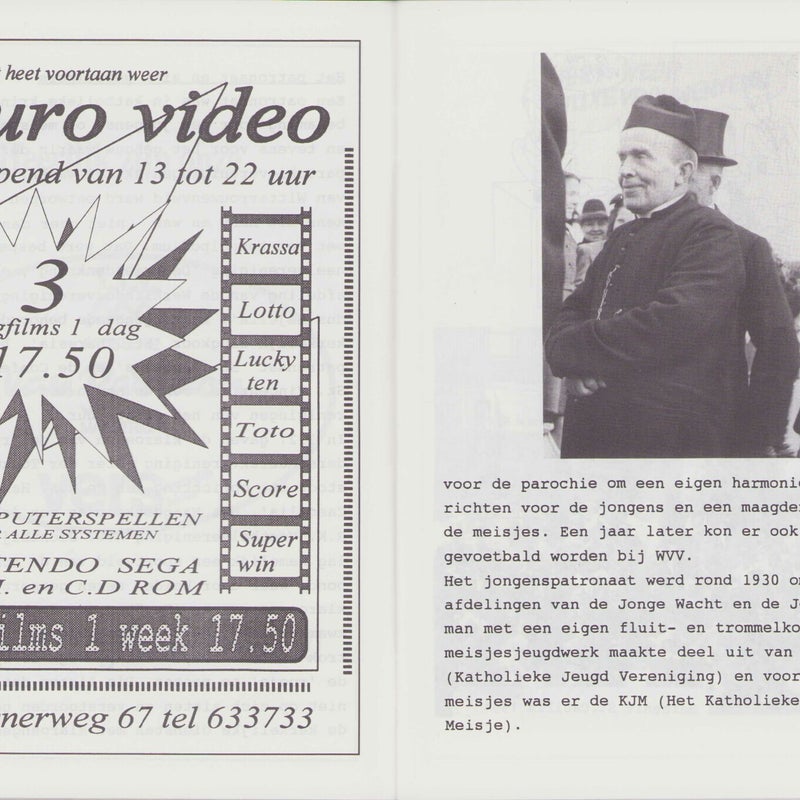 t heet voortaan weer
uro video
pend van 13 tot 22 uur
3
gfilms 1 dag
17.50
Krassa
Lotto
Lucky
ten
Toto
Score
Super
win
PUTERSPELLEN
R ALLE SYSTEMEN
TENDO SEGA
I. en C.D ROM
ilms 1 week 17,50
nerweg 67 tel 633733
voor de parochie om een eigen harmonie
richten voor de jongens en een maagde
de meisjes. Een jaar later kon er ook
gevoetbald worden bij WVV.
Het jongenspatronaat werd rond 1930 o
afdelingen van de Jonge Wacht en de J
man met een eigen fluit- en trommelko
meisjesjeugdwerk maakte deel uit van
(Katholieke Jeugd Vereniging) en voor
meisjes was er de KJM (Het Katholieke
Meisje).